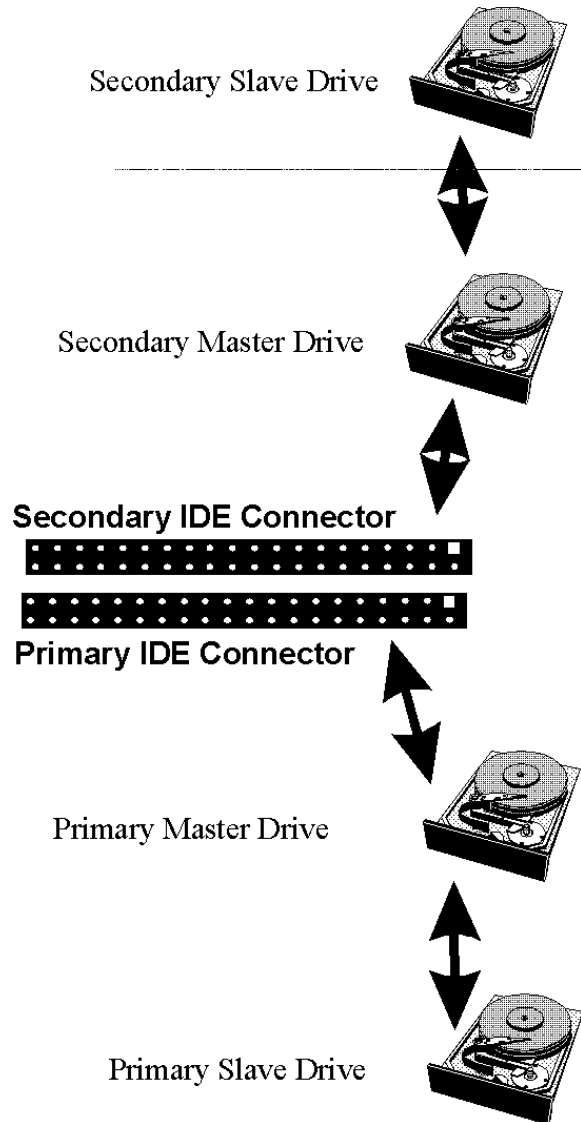 Secondary Slave Drive
Secondary Master Drive
Secondary IDE Connector
Primary IDE Connector
Primary Master Drive
Primary Slave Drive